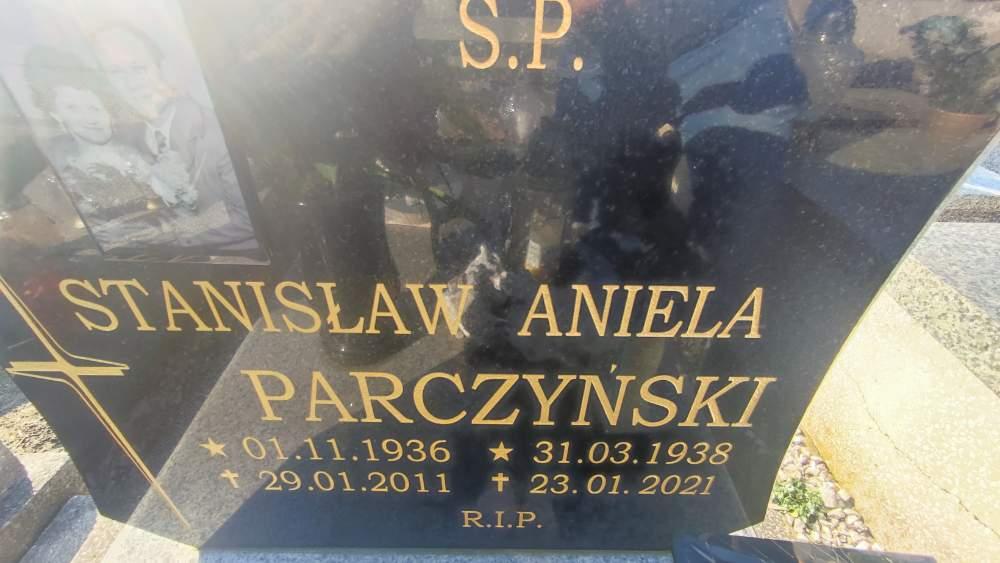 S.P.
STANISŁAW ANIELA
PARCZYŃSKI
★ 01.11.1936 ★ 31.03.1938
✝ 29.01.2011 ✝ 23.01.2021
R.I.P.